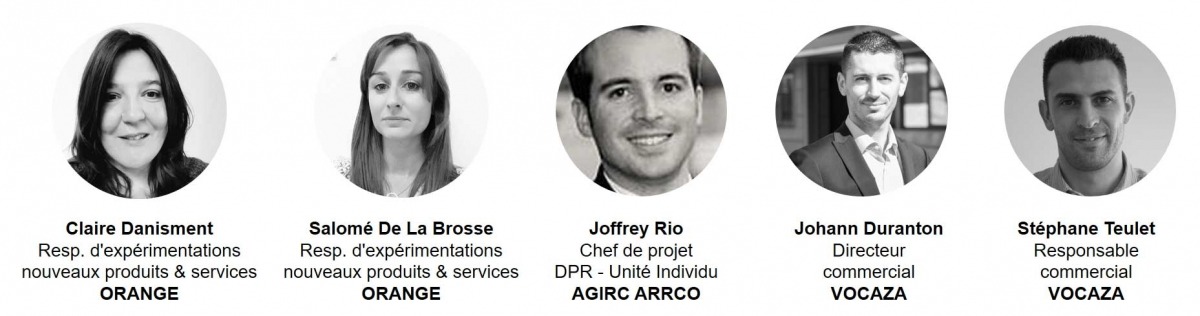 Claire Danisment
Resp. d'expérimentations
nouveaux produits & services
ORANGE
Salomé De La Brosse
Resp. d'expérimentations
nouveaux produits & services
ORANGE
Joffrey Rio
Chef de projet
DPR - Unité Individu
AGIRC ARRCO
Johann Duranton
Directeur
commercial
VOCAZA
Stéphane Teulet
Responsable
commercial
VOCAZA